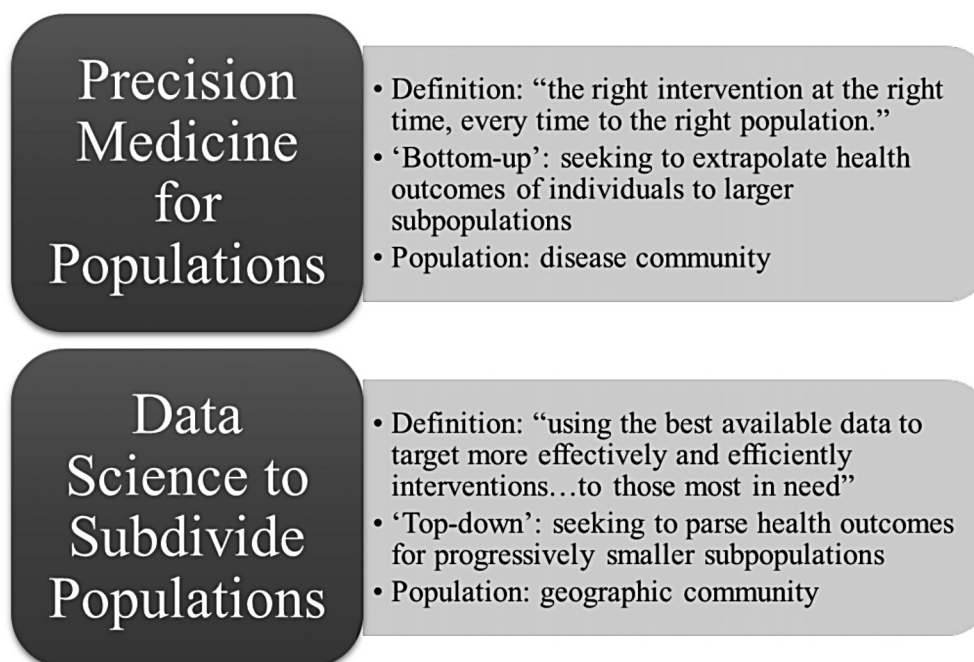 Precision
Medicine
for
Populations
• Definition: “the right intervention at the right
time, every time to the right population.”
• ‘Bottom-up’: seeking to extrapolate health
outcomes of individuals to larger
subpopulations
• Population: disease community
Data
Science to
Subdivide
Populations
• Definition: “using the best available data to
target more effectively and efficiently
interventions…to those most in need”
• ‘Top-down’: seeking to parse health outcomes
for progressively smaller subpopulations
• Population: geographic community